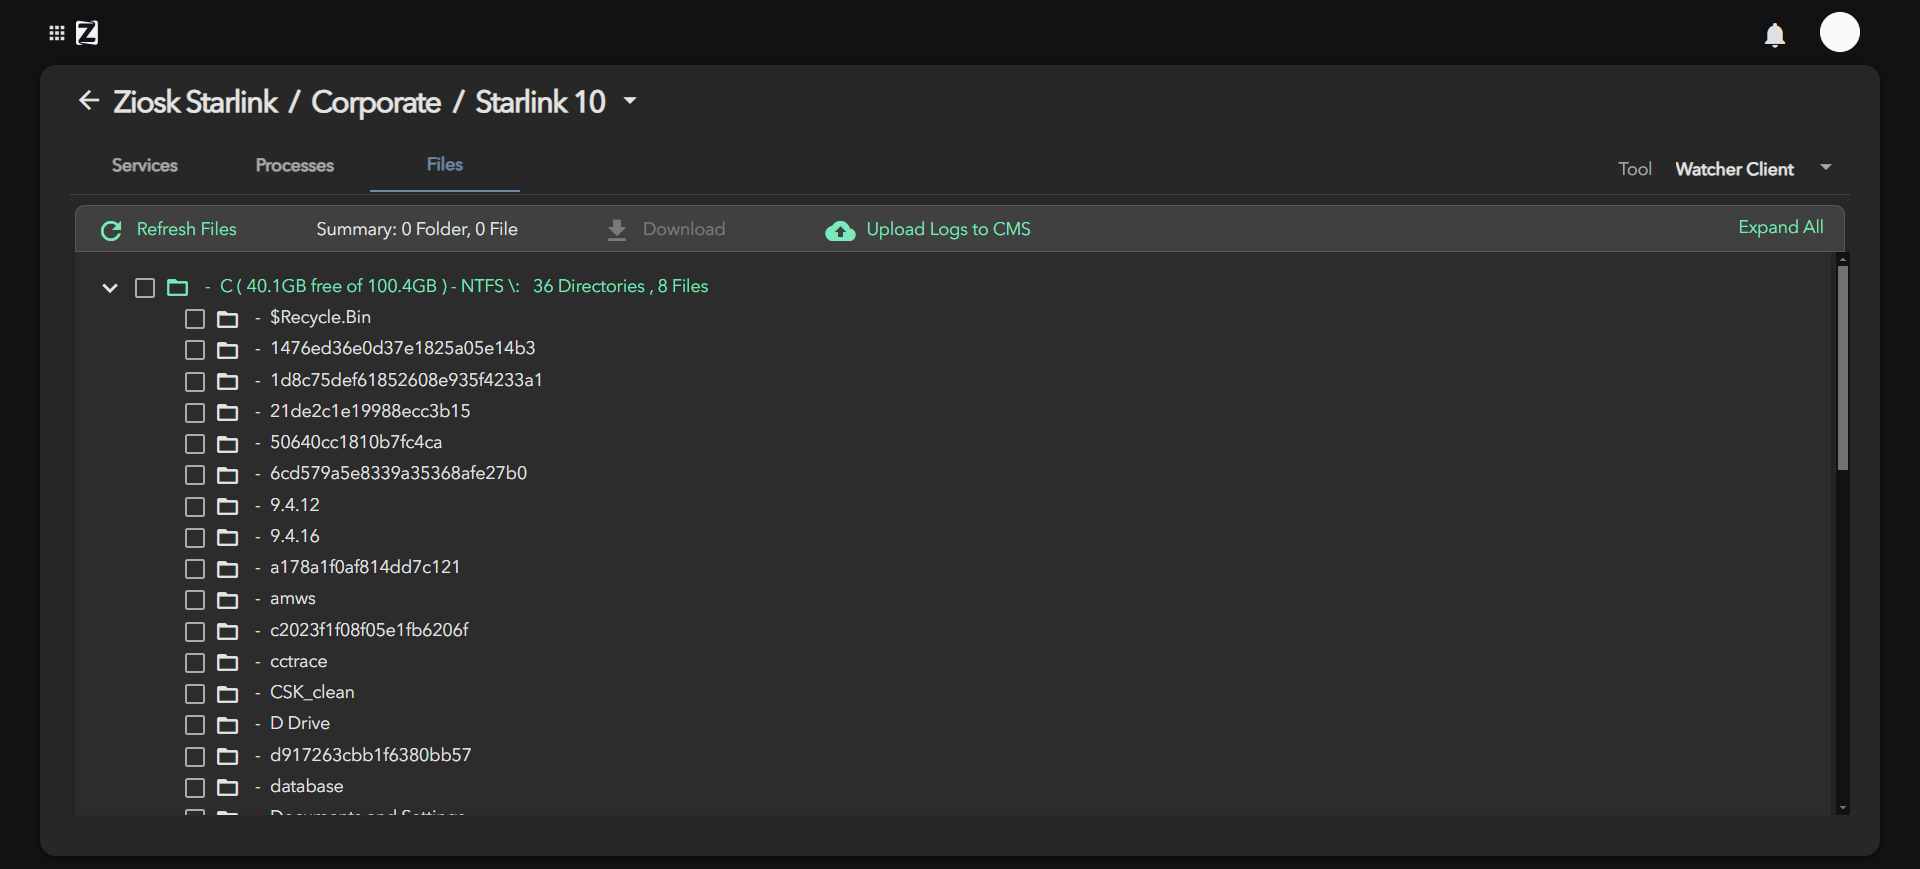 Z
Ziosk Starlink / Corporate / Starlink 10
Services Processes Files Tool Watcher Client
Refresh Files Summary: 0 Folder, 0 File Download Upload Logs to CMS Expand All
- C ( 40.1GB free of 100.4GB ) - NTFS \: 36 Directories , 8 Files
- $Recycle.Bin
- 1476ed36e0d37e1825a05e14b3
- 1d8c75def61852608e935f4233a1
- 21de2c1e19988ecc3b15
- 50640cc1810b7fc4ca
- 6cd579a5e8339a35368afe27b0
- 9.4.12
- 9.4.16
- a178a1f0af814dd7c121
- amws
- c2023f1f08f05e1fb6206f
- cctrace
- CSK_clean
- D Drive
- d917263cbb1f6380bb57
- database
- Documents and Settings